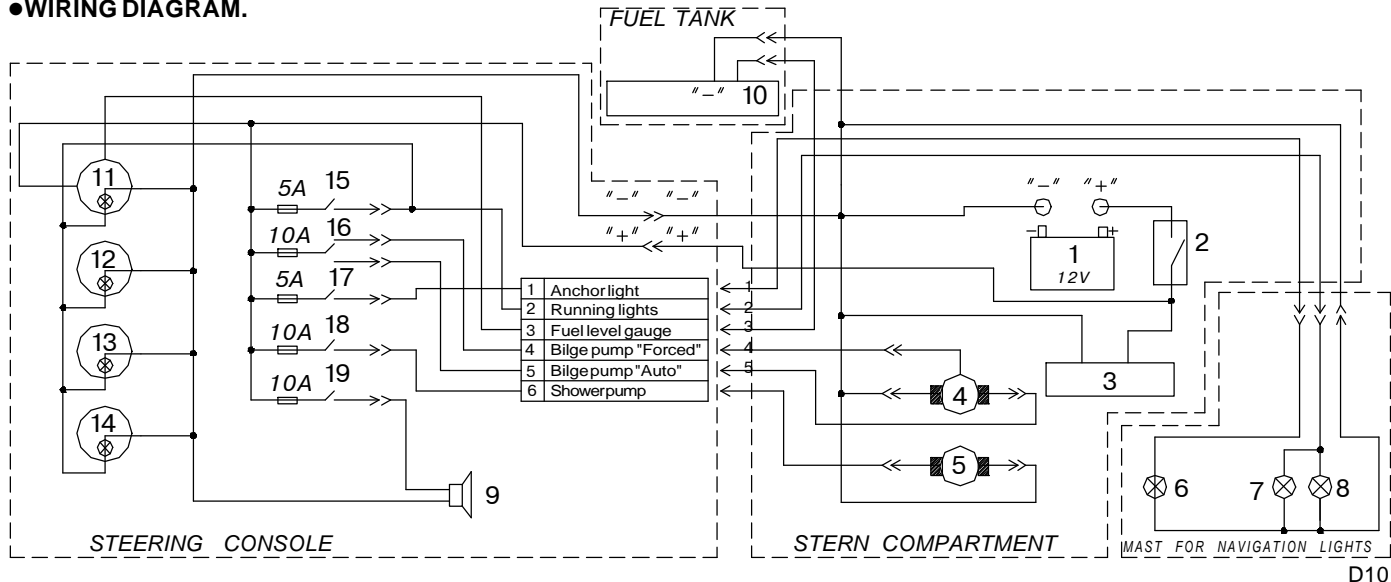 ●WIRING DIAGRAM.
FUEL TANK
"–" 10
11
12
13
14
5A 15
10A 16
5A 17
10A 18
10A 19
9
"–" "–"
"+" "+"
1 Anchor light
2 Running lights
3 Fuel level gauge
4 Bilge pump "Forced"
5 Bilge pump "Auto"
6 Shower pump
1
2
3
4
5
"–" "+"
– +
1
12V
2
3
4
5
6
7
8
STEERING CONSOLE
STERN COMPARTMENT
MAST FOR NAVIGATION LIGHTS
D10